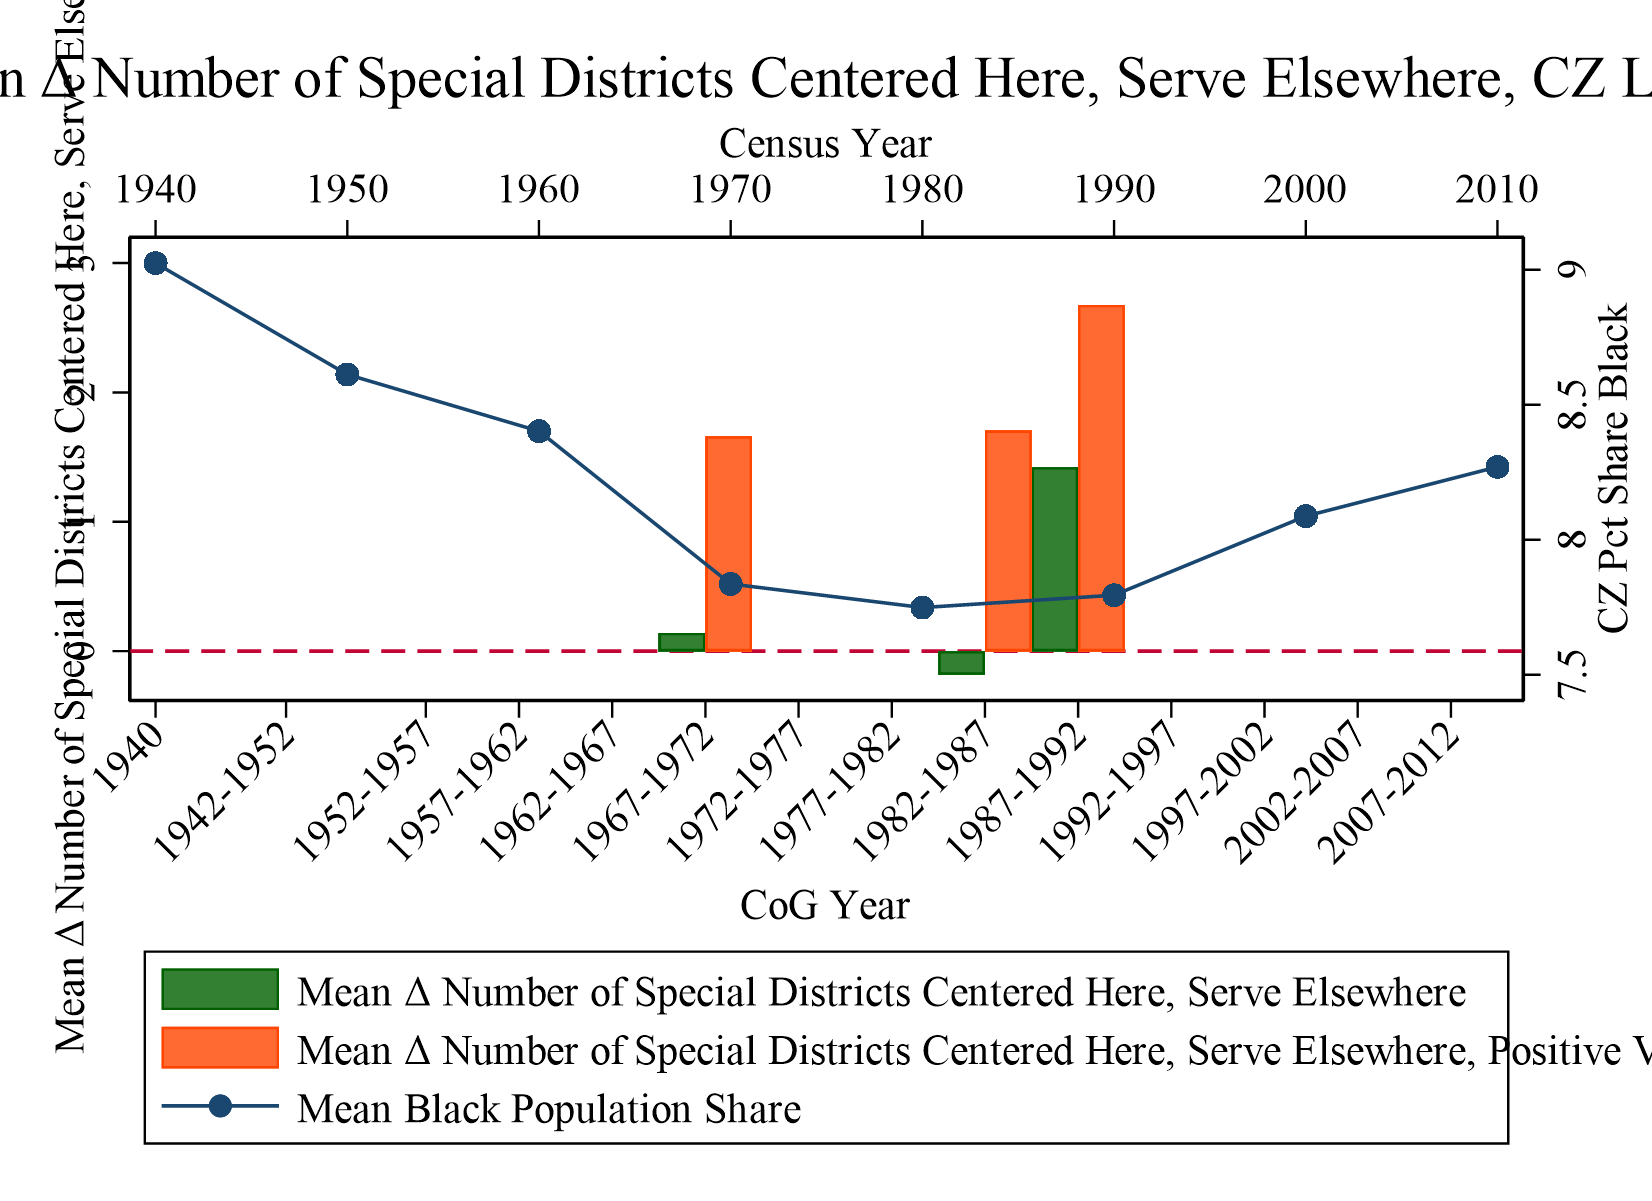 n Δ Number of Special Districts Centered Here, Serve Elsewhere, CZ L
Census Year
1940 1950 1960 1970 1980 1990 2000 2010
Mean Δ Number of Special Districts Centered Here, Serve Else
3
2
1
0
9
8.5
8
7.5
CZ Pct Share Black
1940
1942-1952
1952-1957
1957-1962
1962-1967
1967-1972
1972-1977
1977-1982
1982-1987
1987-1992
1992-1997
1997-2002
2002-2007
2007-2012
CoG Year
Mean Δ Number of Special Districts Centered Here, Serve Elsewhere
Mean Δ Number of Special Districts Centered Here, Serve Elsewhere, Positive V
Mean Black Population Share